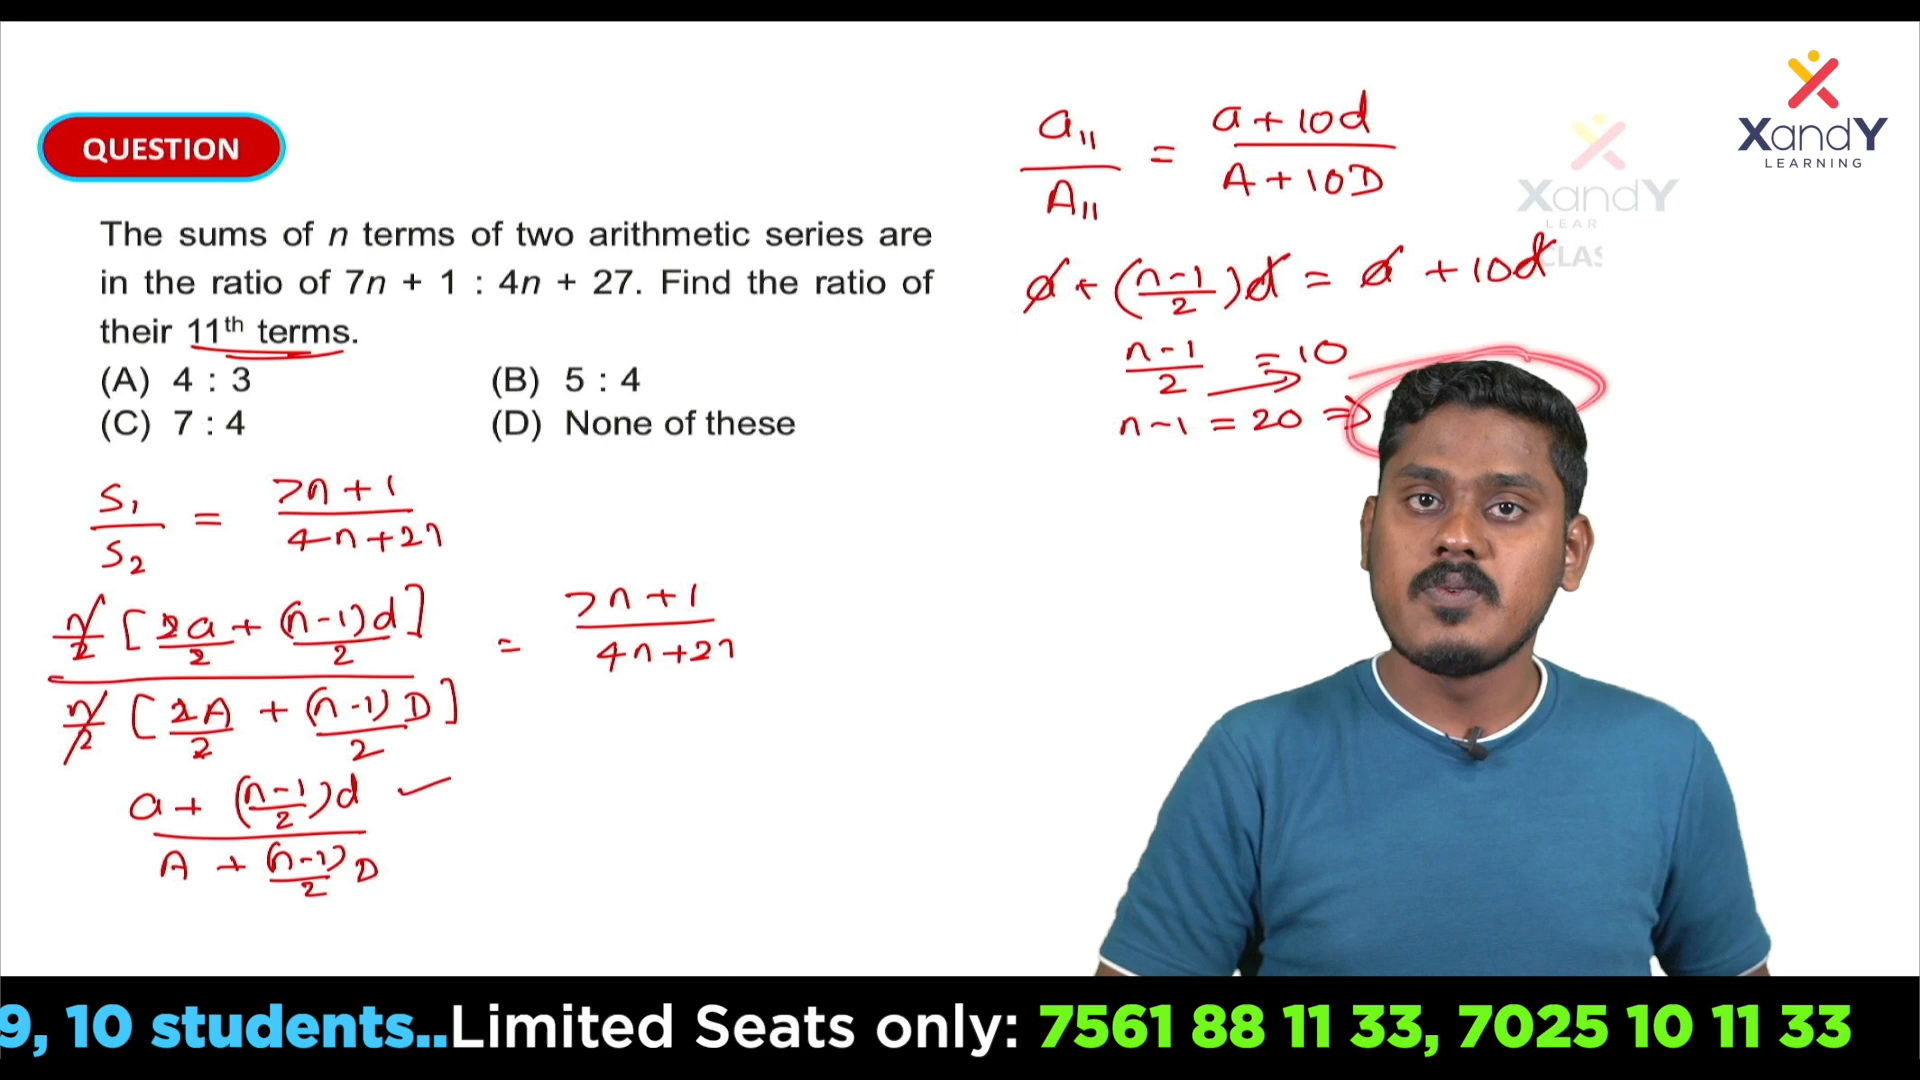 QUESTION
The sums of n terms of two arithmetic series are
in the ratio of 7n + 1 : 4n + 27. Find the ratio of
their 11th terms.
(A) 4 : 3
(B) 5 : 4
(C) 7 : 4
(D) None of these
S₁/S₂ = (7n+1)/(4n+27)
n/2 [2a/2 + (n-1)d/2] / n/2 [2A/2 + (n-1)D/2] = (7n+1)/(4n+27)
a + (n-1/2)d ✓
A + (n-1)/2 D
a₁₁/A₁₁ = (a+10d)/(A+10D)
a + (n-1/2)d = a + 10d
n-1/2 = 10
n-1 = 20 ⇒
XandY
LEARNING
XandY
LEAR
CLAS
9, 10 students..Limited Seats only: 7561 88 11 33, 7025 10 11 33